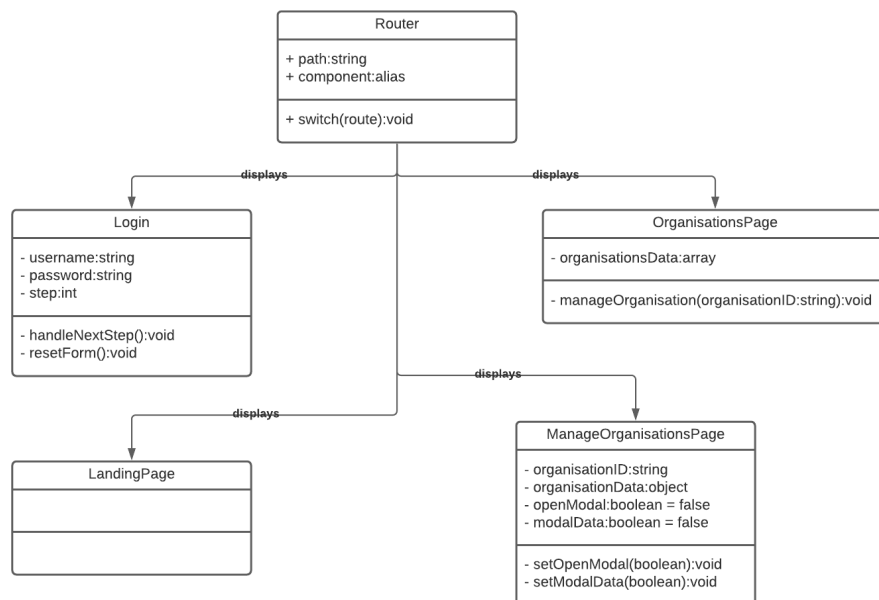 Router
+ path:string
+ component:alias
+ switch(route):void
displays
displays
Login
- username:string
- password:string
- step:int
- handleNextStep():void
- resetForm():void
OrganisationsPage
- organisationsData:array
- manageOrganisation(organisationID:string):void
displays
displays
LandingPage
ManageOrganisationsPage
- organisationID:string
- organisationData:object
- openModal:boolean = false
- modalData:boolean = false
- setOpenModal(boolean):void
- setModalData(boolean):void